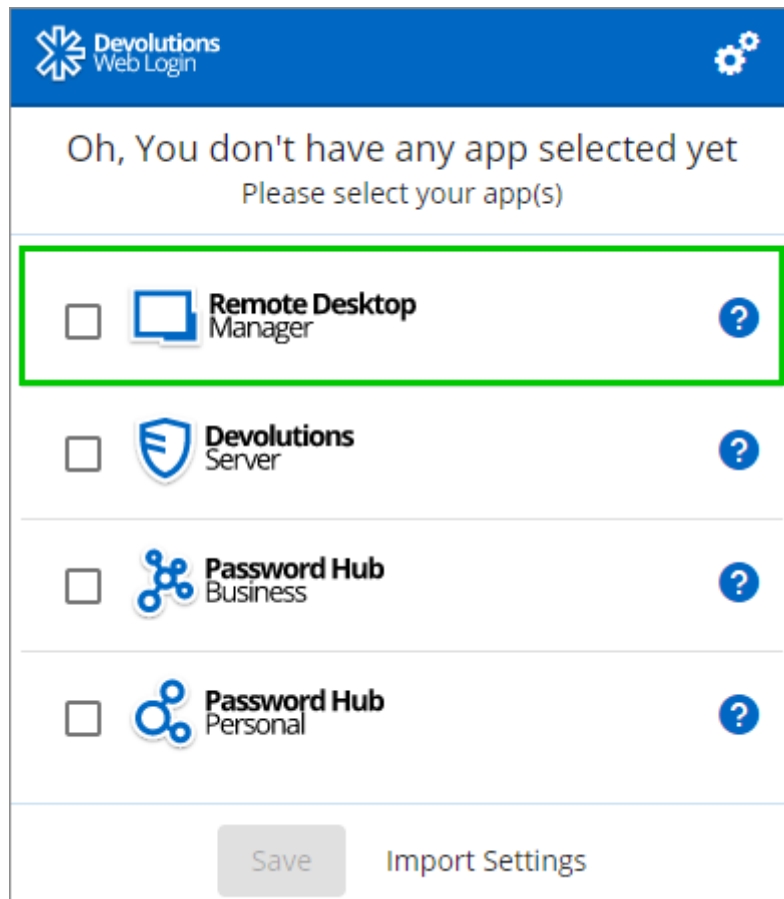 Devolutions
Web Login
Oh, You don't have any app selected yet
Please select your app(s)
Remote Desktop
Manager
?
Devolutions
Server
?
Password Hub
Business
?
Password Hub
Personal
?
Save Import Settings